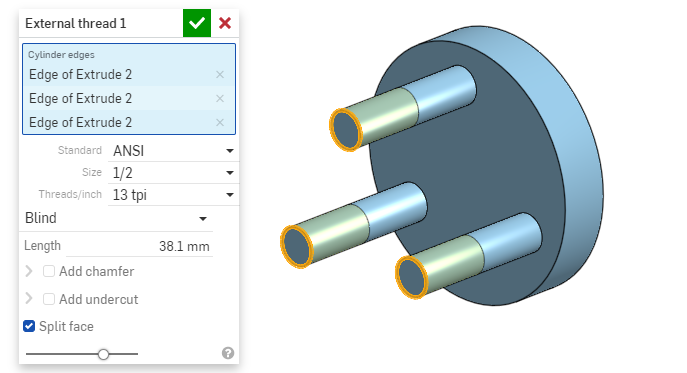 External thread 1
Cylinder edges
Edge of Extrude 2
Edge of Extrude 2
Edge of Extrude 2
Standard ANSI
Size 1/2
Threads/inch 13 tpi
Blind
Length 38.1 mm
Add chamfer
Add undercut
Split face
?